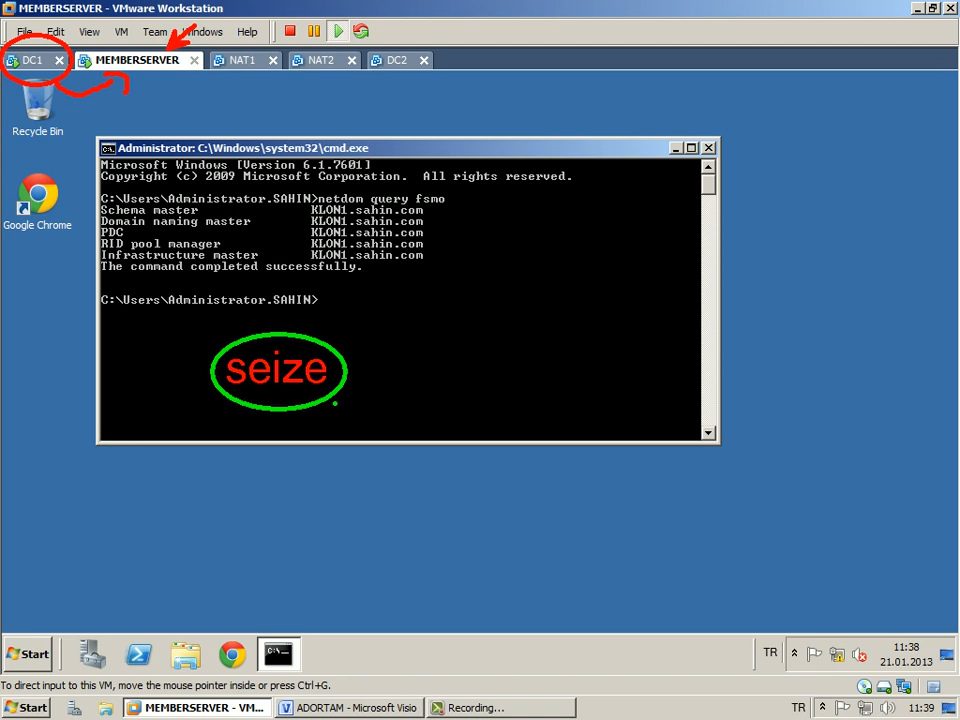 MEMBERSERVER - VMware Workstation
File Edit View VM Team Windows Help
DC1 MEMBERSERVER NAT1 NAT2 DC2
Recycle Bin
Google Chrome
Administrator: C:\Windows\system32\cmd.exe
Microsoft Windows [Version 6.1.7601]
Copyright (c) 2009 Microsoft Corporation. All rights reserved.
C:\Users\Administrator.SAHIN>netdom query fsmo
Schema master KLON1.sahin.com
Domain naming master KLON1.sahin.com
PDC KLON1.sahin.com
RID pool manager KLON1.sahin.com
Infrastructure master KLON1.sahin.com
The command completed successfully.
C:\Users\Administrator.SAHIN>
seize
Start TR 11:38
21.01.2013
To direct input to this VM, move the mouse pointer inside or press Ctrl+G.
Start MEMBERSERVER - VM... ADORTAM - Microsoft Visio Recording... TR 11:39